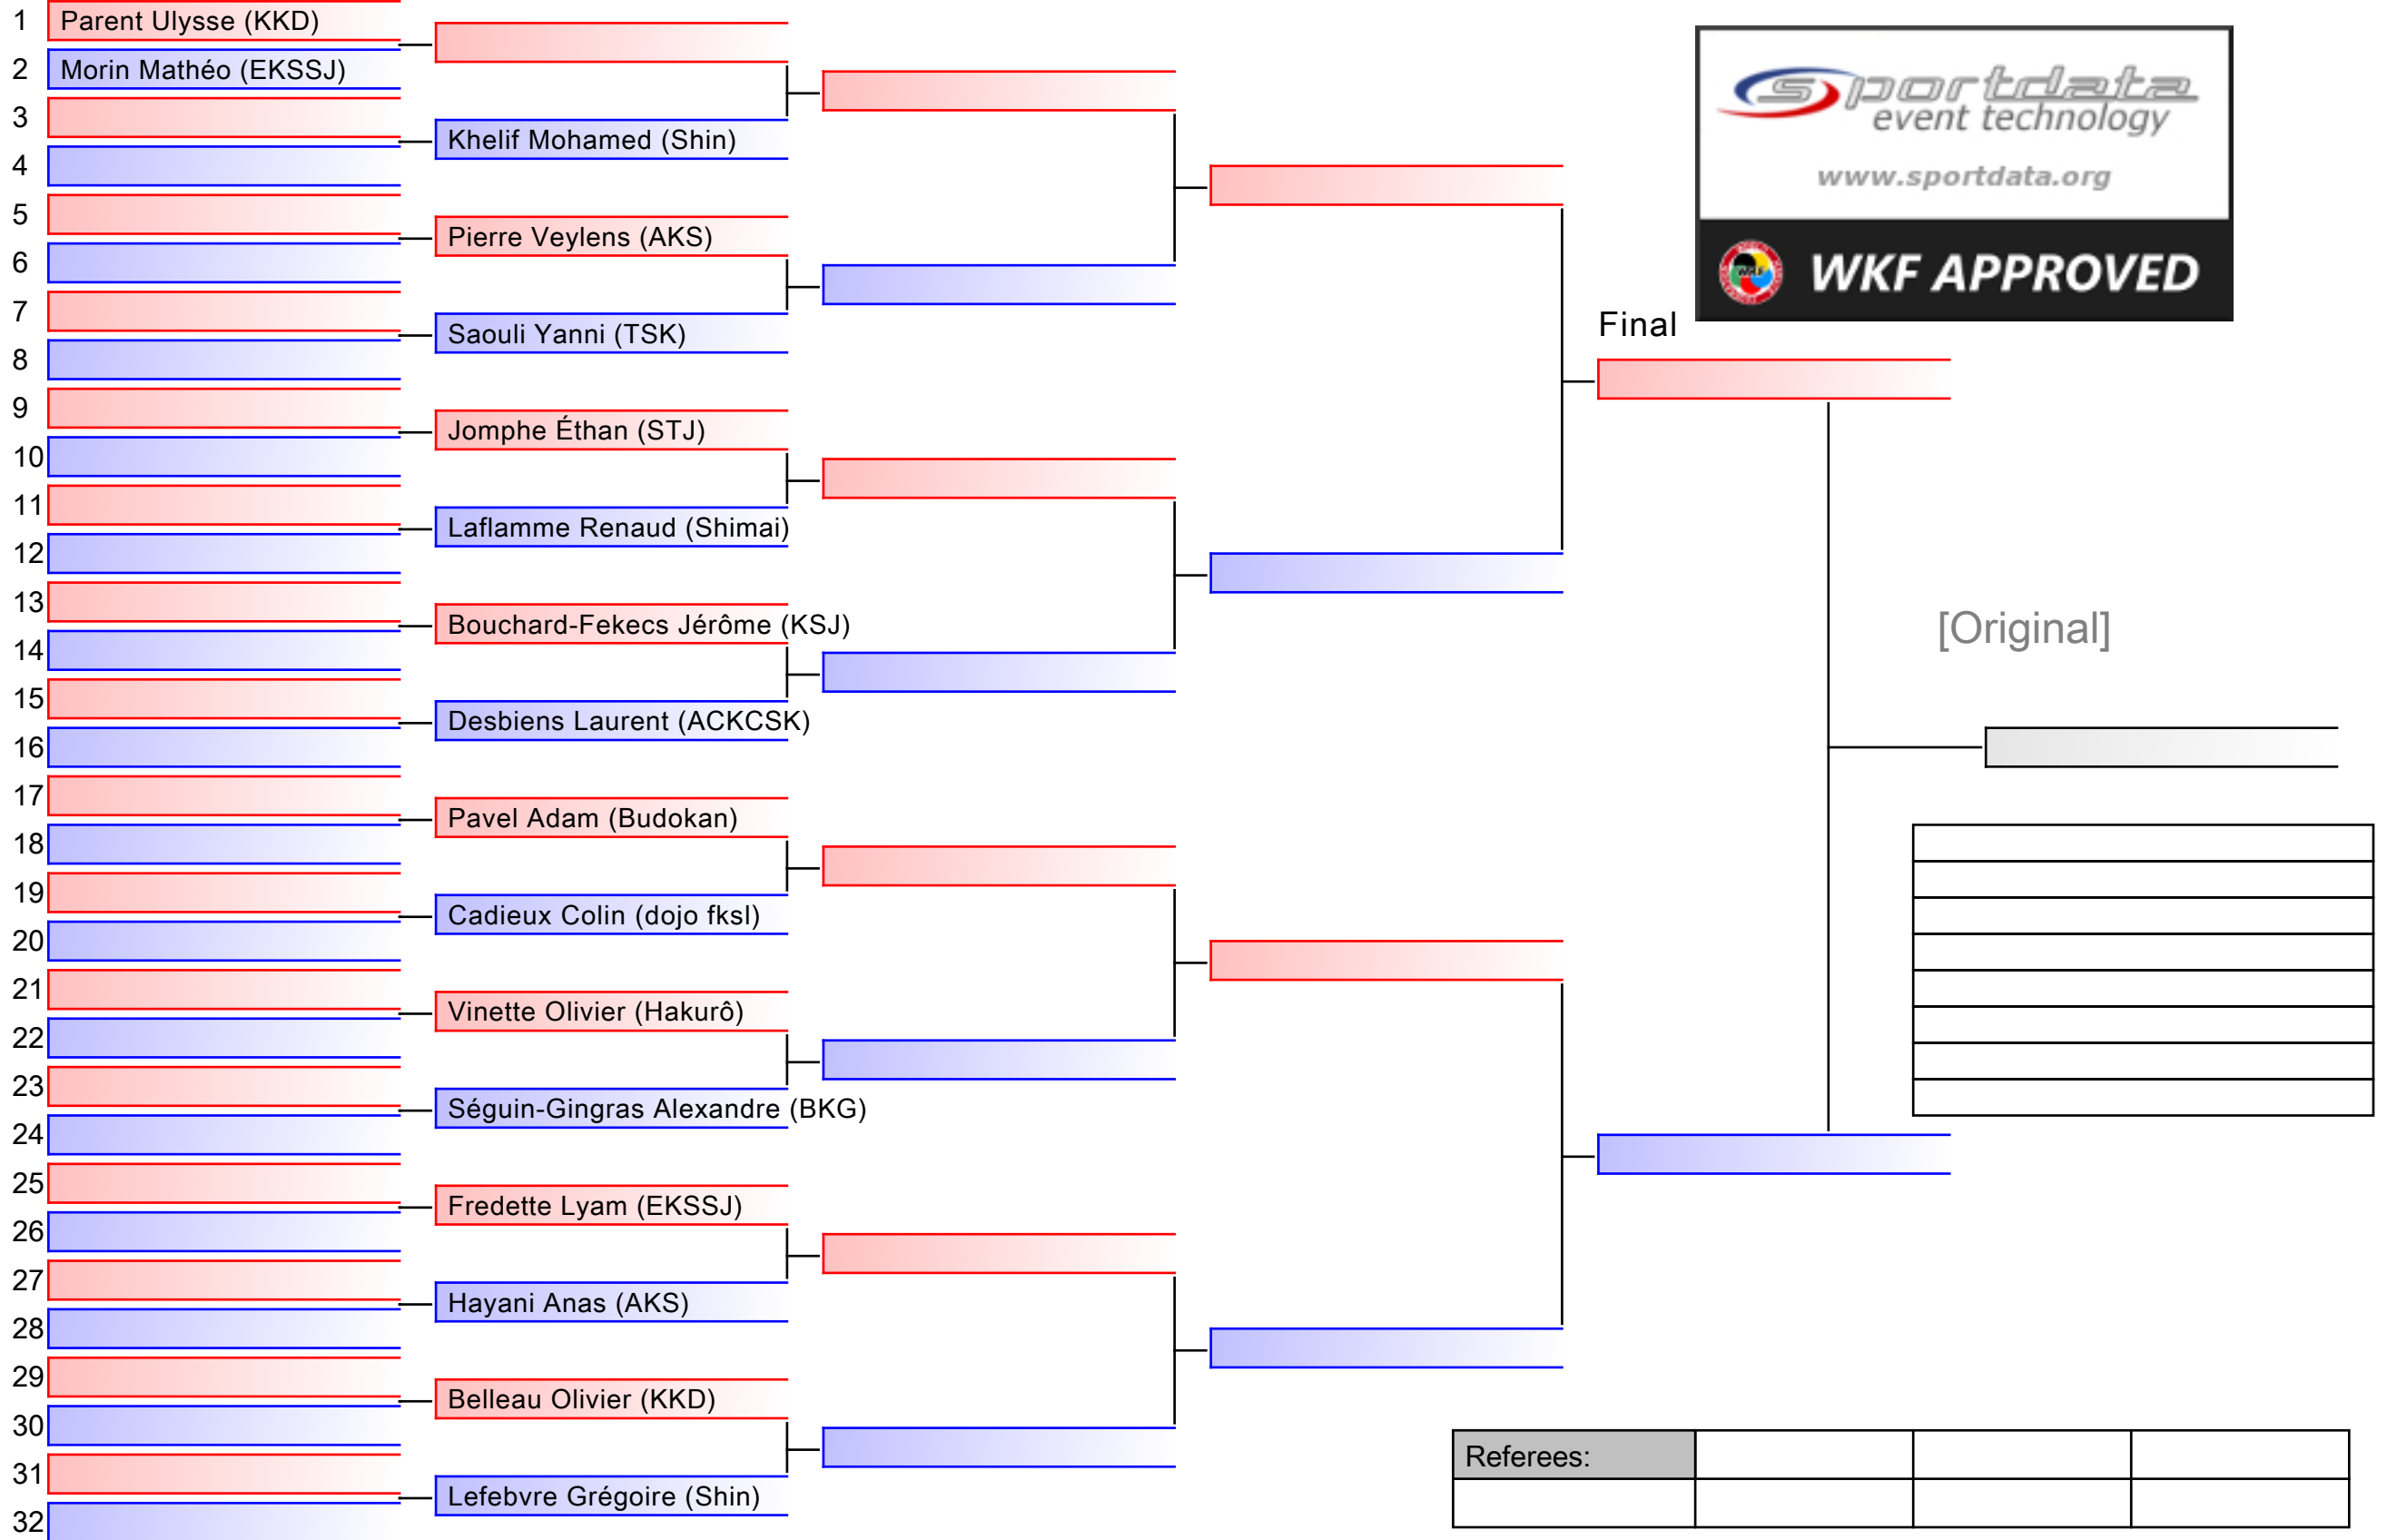 1 Parent Ulysse (KKD)
2 Morin Mathéo (EKSSJ)
3
Khelif Mohamed (Shin)
4
5
Pierre Veylens (AKS)
6
7
Saouli Yanni (TSK)
8
9
Jomphe Éthan (STJ)
10
11
Laflamme Renaud (Shimai)
12
13
Bouchard-Fekecs Jérôme (KSJ)
14
15
Desbiens Laurent (ACKCSK)
16
17
Pavel Adam (Budokan)
18
19
Cadieux Colin (dojo fksl)
20
21
Vinette Olivier (Hakurô)
22
23
Séguin-Gingras Alexandre (BKG)
24
25
Fredette Lyam (EKSSJ)
26
27
Hayani Anas (AKS)
28
29
Belleau Olivier (KKD)
30
31
Lefebvre Grégoire (Shin)
32
sportdata
event technology
www.sportdata.org
WKF
WKF APPROVED
Final
[Original]
Referees: